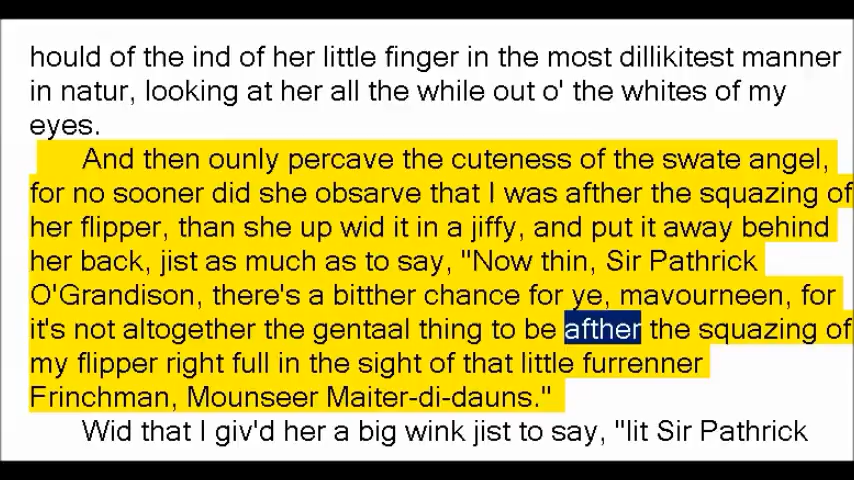 hould of the ind of her little finger in the most dillikitest manner
in natur, looking at her all the while out o' the whites of my
eyes.
And then ounly percave the cuteness of the swate angel,
for no sooner did she obsarve that I was afther the squazing of
her flipper, than she up wid it in a jiffy, and put it away behind
her back, jist as much as to say, "Now thin, Sir Pathrick
O'Grandison, there's a bitther chance for ye, mavourneen, for
it's not altogether the gentaal thing to be afther the squazing of
my flipper right full in the sight of that little furrenner
Frinchman, Mounseer Maiter-di-dauns."
Wid that I giv'd her a big wink jist to say, "lit Sir Pathrick